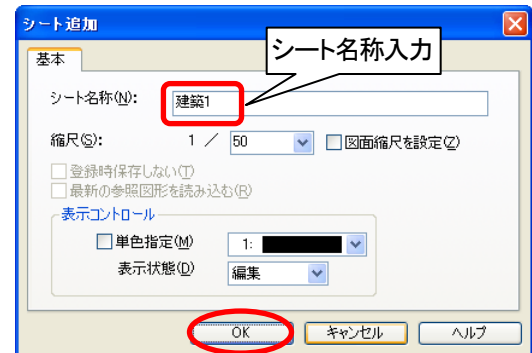 シート追加
シート名称入力
基本
シート名称(N): 建築1
縮尺(S): 1 / 50 図面縮尺を設定(Z)
登録時保存しない(T)
最新の参照図形を読み込む(R)
表示コントロール
単色指定(M) 1:
表示状態(D) 編集
OK キャンセル ヘルプ